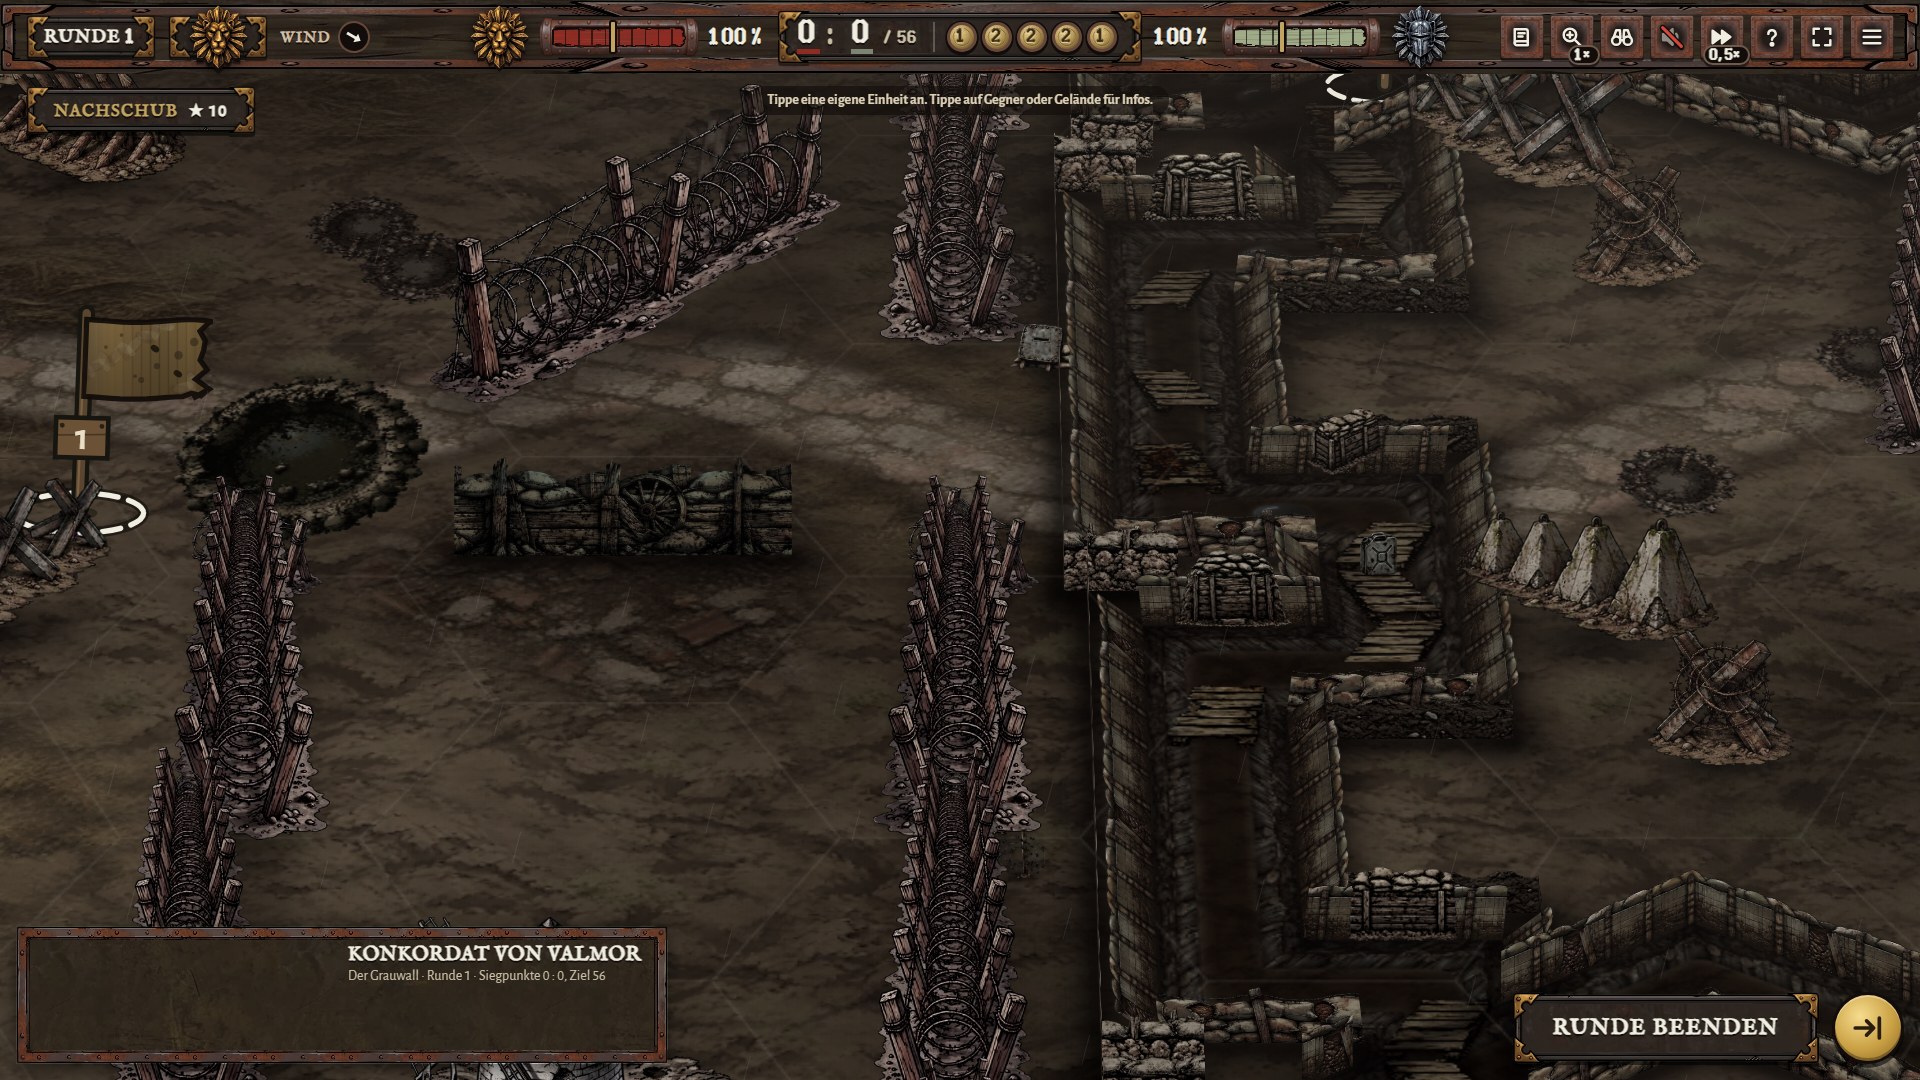 RUNDE 1
WIND
100 %
0 : 0 / 56
1 2 2 2 1
100 %
1×
0,5×
?
NACHSCHUB ★ 10
Tippe eine eigene Einheit an. Tippe auf Gegner oder Gelände für Infos.
1
KONKORDAT VON VALMOR
Der Grauwall · Runde 1 · Siegpunkte 0 : 0, Ziel 56
RUNDE BEENDEN